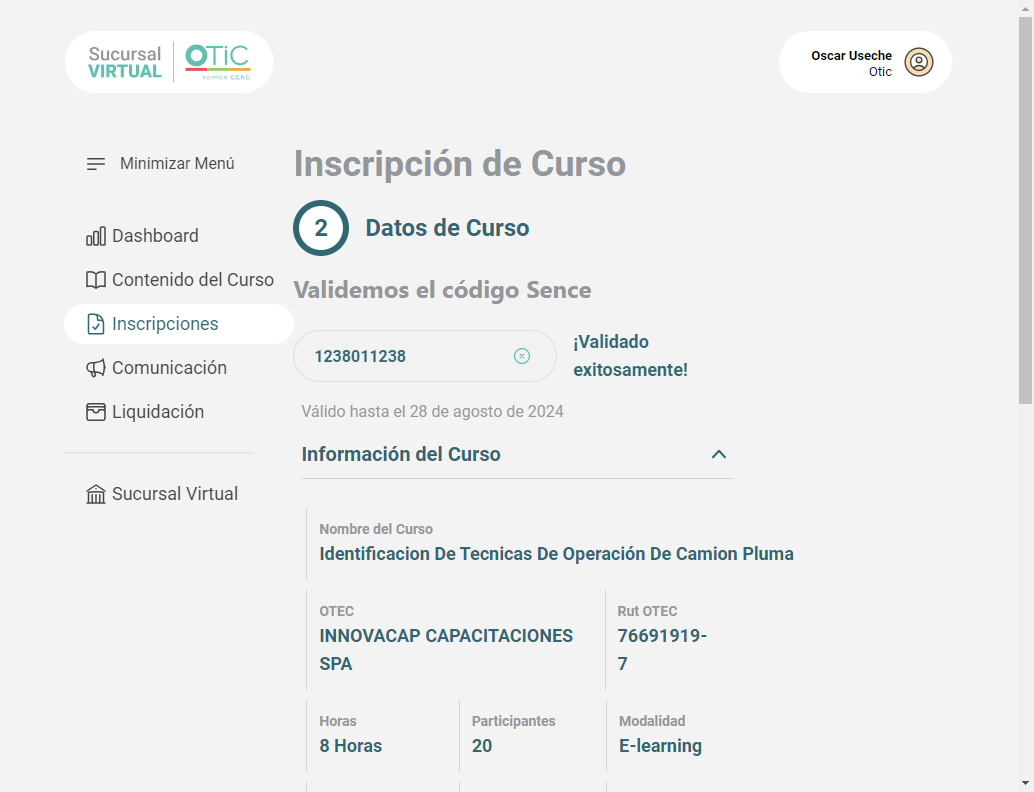 Sucursal
VIRTUAL
OTiC
somos CChC
Oscar Useche
Otic
Minimizar Menú
Dashboard
Contenido del Curso
Inscripciones
Comunicación
Liquidación
Sucursal Virtual
Inscripción de Curso
2 Datos de Curso
Validemos el código Sence
1238011238
¡Validado
exitosamente!
Válido hasta el 28 de agosto de 2024
Información del Curso
Nombre del Curso
Identificacion De Tecnicas De Operación De Camion Pluma
OTEC
INNOVACAP CAPACITACIONES
SPA
Rut OTEC
76691919-
7
Horas
8 Horas
Participantes
20
Modalidad
E-learning